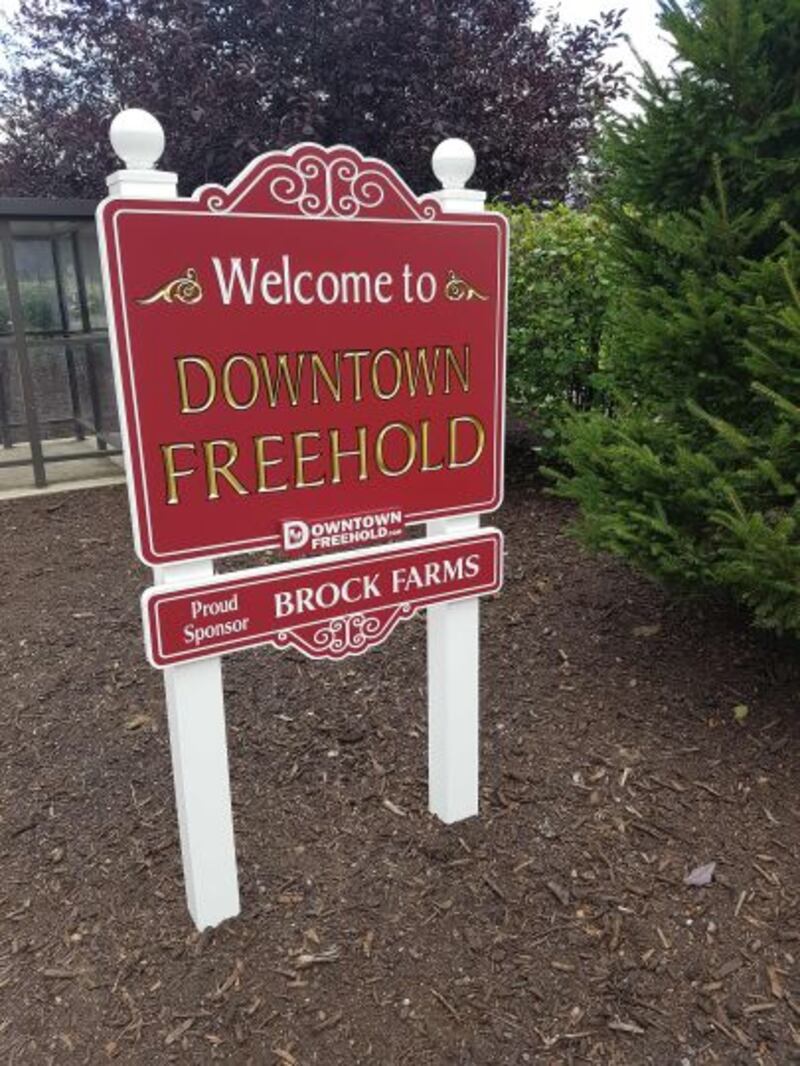 Welcome to
DOWNTOWN
FREEHOLD
DOWNTOWN
FREEHOLD.com
Proud
Sponsor
BROCK FARMS